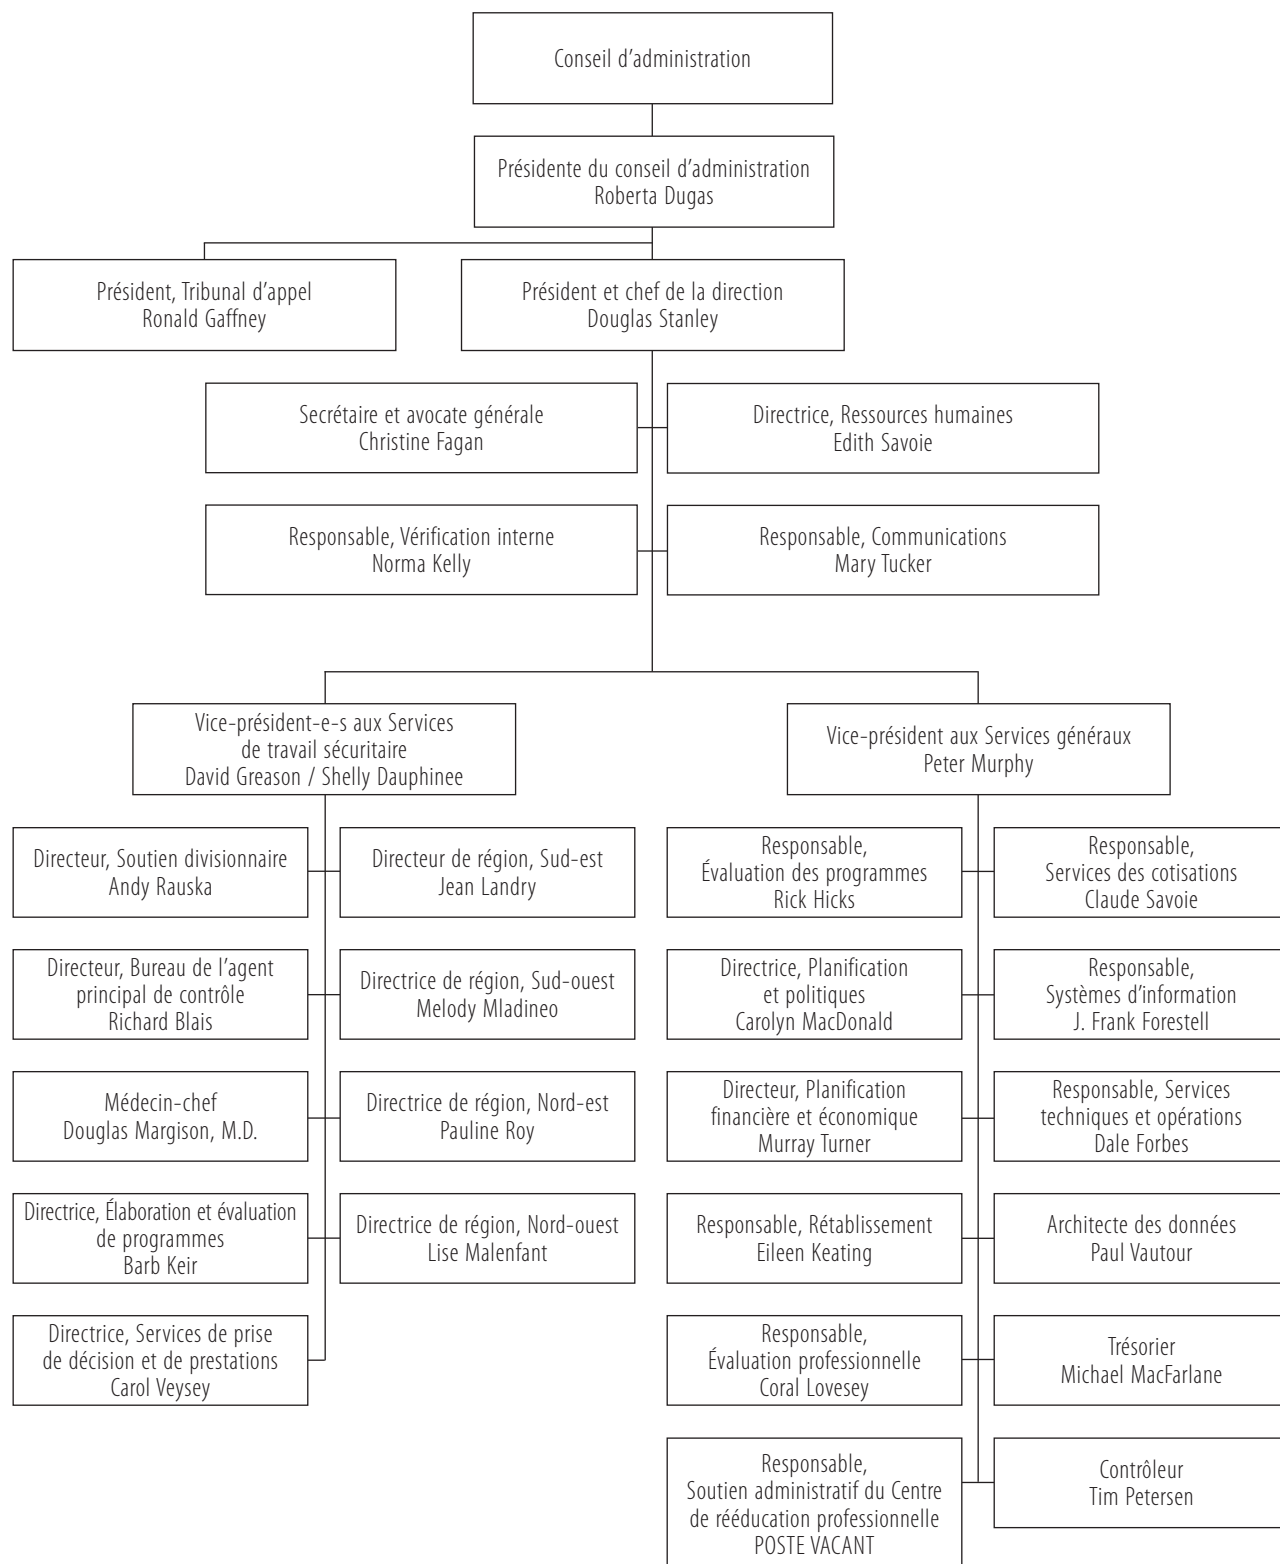 Conseil d'administration
Présidente du conseil d'administration
Roberta Dugas
Président, Tribunal d'appel
Ronald Gaffney
Président et chef de la direction
Douglas Stanley
Secrétaire et avocate générale
Christine Fagan
Directrice, Ressources humaines
Edith Savoie
Responsable, Vérification interne
Norma Kelly
Responsable, Communications
Mary Tucker
Vice-président-e-s aux Services
de travail sécuritaire
David Greason / Shelly Dauphinee
Vice-président aux Services généraux
Peter Murphy
Directeur, Soutien divisionnaire
Andy Rauska
Directeur de région, Sud-est
Jean Landry
Responsable,
Évaluation des programmes
Rick Hicks
Responsable,
Services des cotisations
Claude Savoie
Directeur, Bureau de l'agent
principal de contrôle
Richard Blais
Directrice de région, Sud-ouest
Melody Mladineo
Directrice, Planification
et politiques
Carolyn MacDonald
Responsable,
Systèmes d'information
J. Frank Forestell
Médecin-chef
Douglas Margison, M.D.
Directrice de région, Nord-est
Pauline Roy
Directeur, Planification
financière et économique
Murray Turner
Responsable, Services
techniques et opérations
Dale Forbes
Directrice, Élaboration et évaluation
de programmes
Barb Keir
Directrice de région, Nord-ouest
Lise Malenfant
Responsable, Rétablissement
Eileen Keating
Architecte des données
Paul Vautour
Directrice, Services de prise
de décision et de prestations
Carol Veysey
Responsable,
Évaluation professionnelle
Coral Lovesey
Trésorier
Michael MacFarlane
Responsable,
Soutien administratif du Centre
de rééducation professionnelle
POSTE VACANT
Contrôleur
Tim Petersen